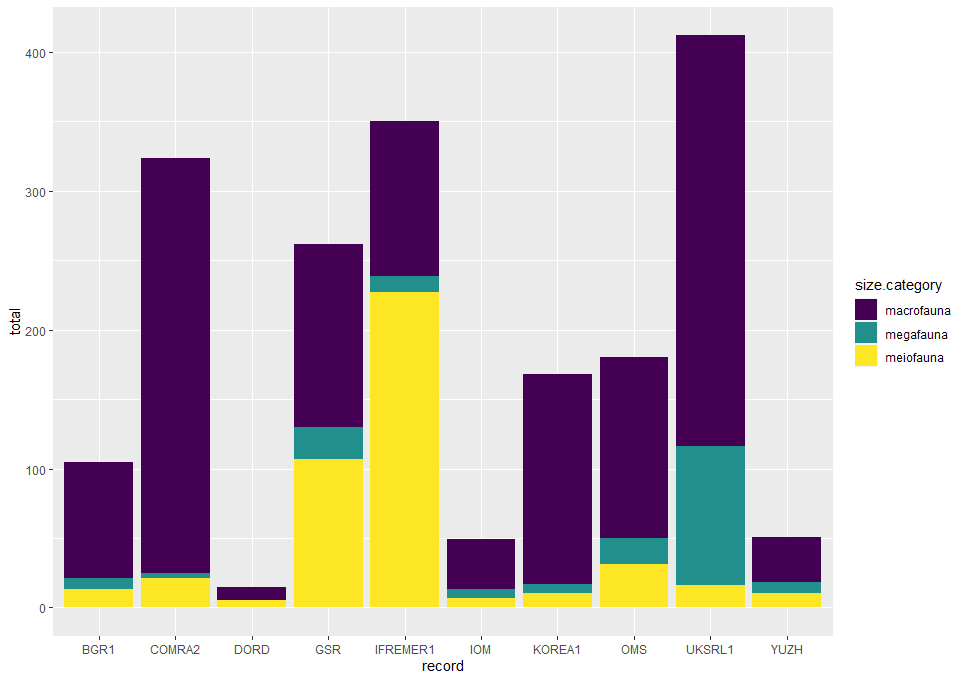 400
300
200
100
0
total
BGR1 COMRA2 DORD GSR IFREMER1 IOM KOREA1 OMS UKSRL1 YUZH
record
size.category
macrofauna
megafauna
meiofauna